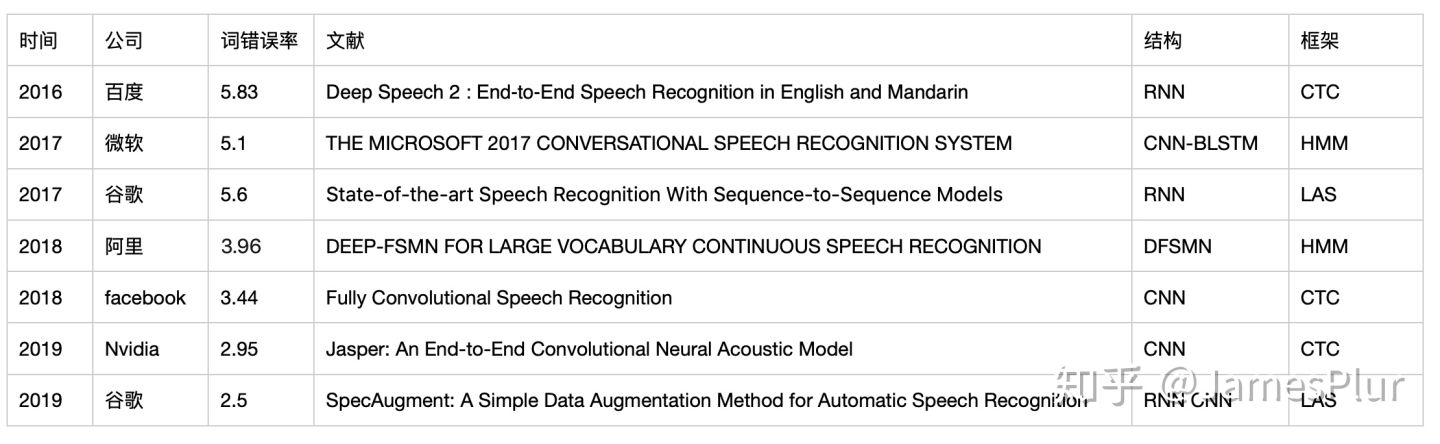 时间 公司 词错误率 文献 结构 框架
2016 百度 5.83 Deep Speech 2 : End-to-End Speech Recognition in English and Mandarin RNN CTC
2017 微软 5.1 THE MICROSOFT 2017 CONVERSATIONAL SPEECH RECOGNITION SYSTEM CNN-BLSTM HMM
2017 谷歌 5.6 State-of-the-art Speech Recognition With Sequence-to-Sequence Models RNN LAS
2018 阿里 3.96 DEEP-FSMN FOR LARGE VOCABULARY CONTINUOUS SPEECH RECOGNITION DFSMN HMM
2018 facebook 3.44 Fully Convolutional Speech Recognition CNN CTC
2019 Nvidia 2.95 Jasper: An End-to-End Convolutional Neural Acoustic Model CNN CTC
2019 谷歌 2.5 SpecAugment: A Simple Data Augmentation Method for Automatic Speech Recognition RNN CNN LAS
知乎 @JamesPlur